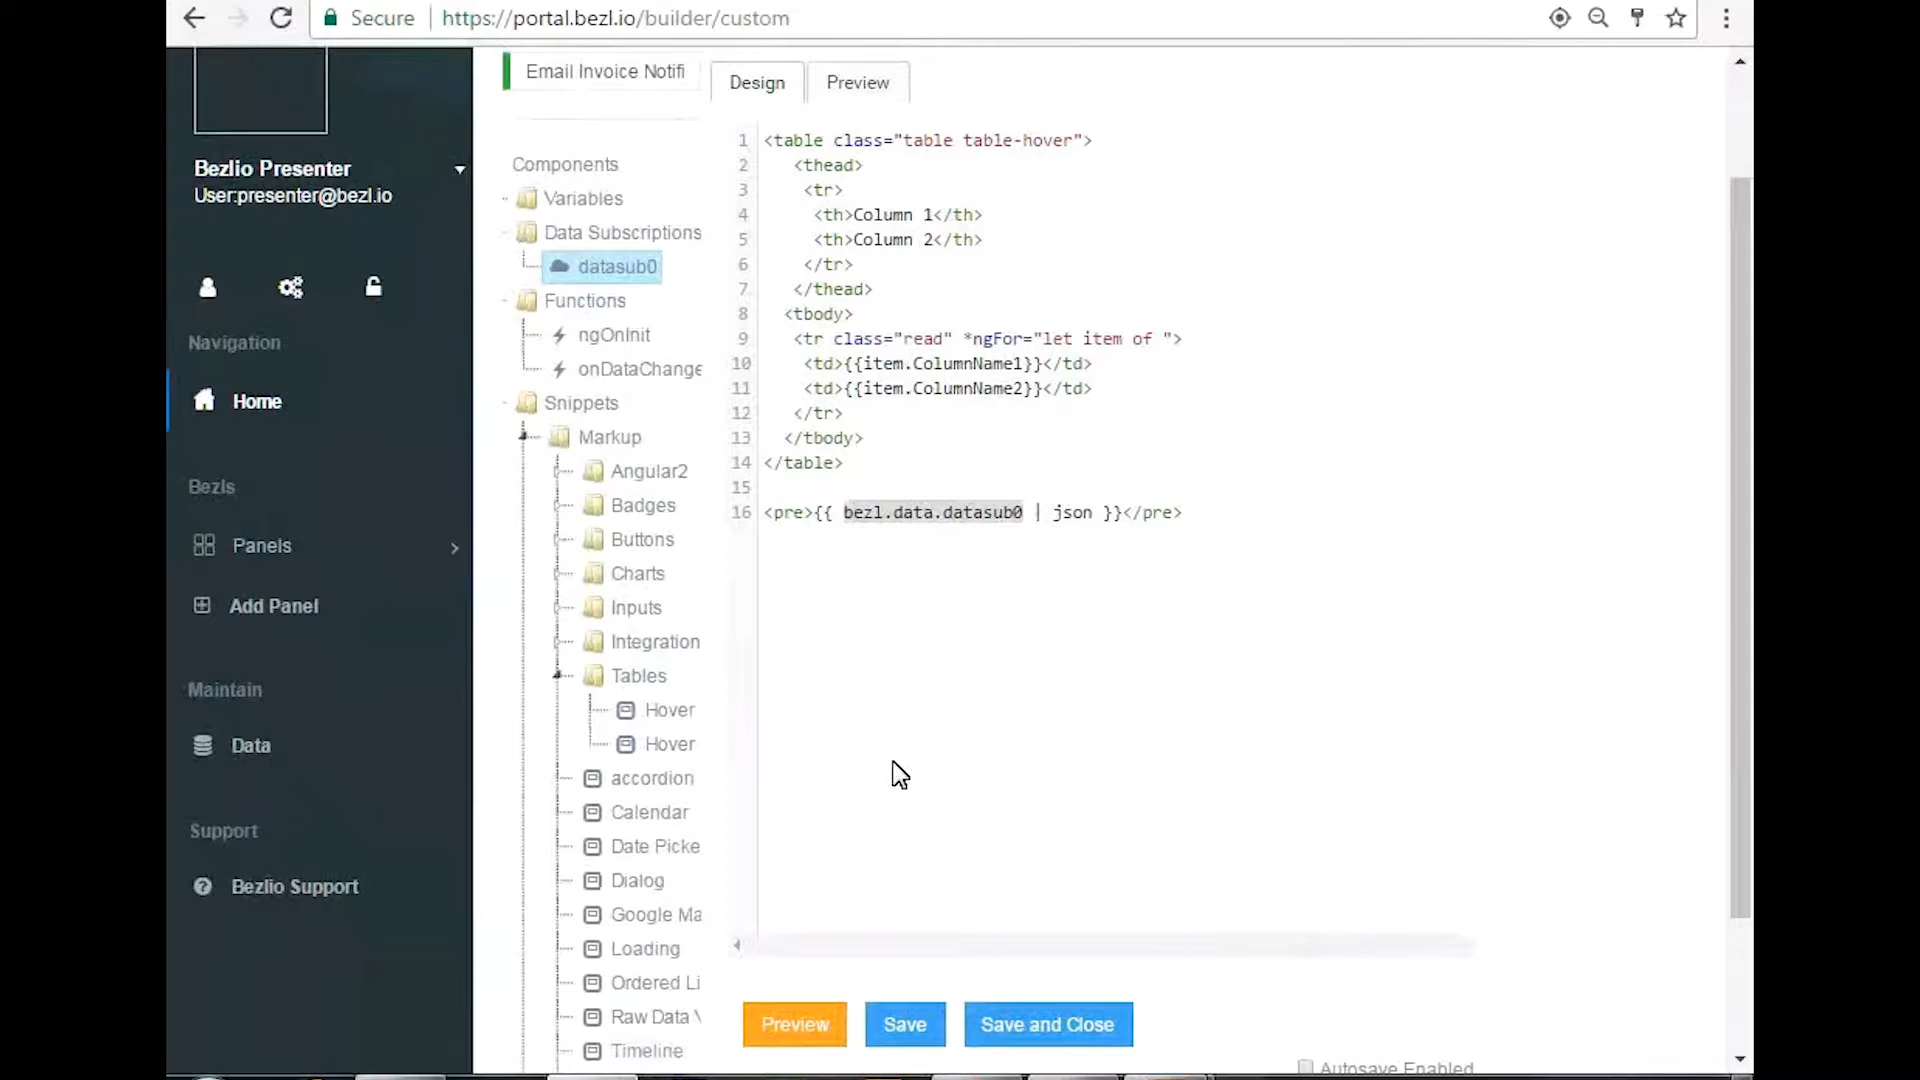 Secure
https://portal.bezl.io/builder/custom
Bezlio Presenter
User:presenter@bezl.io
Navigation
Home
Bezls
Panels
Add Panel
Maintain
Data
Support
Bezlio Support
Email Invoice Notifi
Components
Variables
Data Subscriptions
datasub0
Functions
ngOnInit
onDataChange
Snippets
Markup
Angular2
Badges
Buttons
Charts
Inputs
Integration
Tables
Hover
Hover
accordion
Calendar
Date Picke
Dialog
Google Ma
Loading
Ordered Li
Raw Data V
Timeline
Design
Preview
1 <table class="table table-hover">
2 <thead>
3 <tr>
4 <th>Column 1</th>
5 <th>Column 2</th>
6 </tr>
7 </thead>
8 <tbody>
9 <tr class="read" *ngFor="let item of ">
10 <td>{{item.ColumnName1}}</td>
11 <td>{{item.ColumnName2}}</td>
12 </tr>
13 </tbody>
14 </table>
15
16 <pre>{{ bezl.data.datasub0 | json }}</pre>
Preview
Save
Save and Close
Autosave Enabled